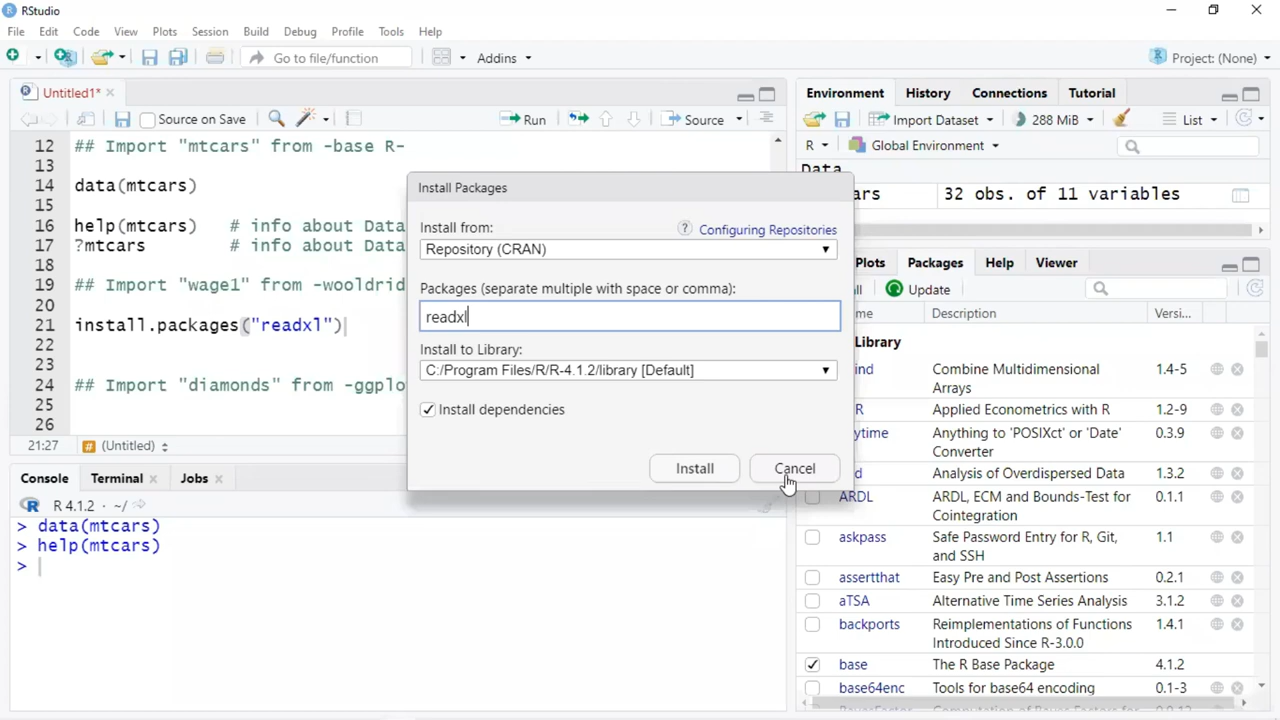 RStudio
File Edit Code View Plots Session Build Debug Profile Tools Help
Go to file/function Addins Project: (None)
Untitled1*
Source on Save Run Source
12 ## Import "mtcars" from -base R-
13
14 data(mtcars)
15
16 help(mtcars) # info about Data
17 ?mtcars # info about Data
18
19 ## Import "wage1" from -wooldrid
20
21 install.packages("readxl")
22
23
24 ## Import "diamonds" from -ggplo
25
26
21:27 # (Untitled)
Console Terminal Jobs
R 4.1.2 · ~/
> data(mtcars)
> help(mtcars)
>
Install Packages
Install from:
? Configuring Repositories
Repository (CRAN)
Packages (separate multiple with space or comma):
readxl
Install to Library:
C:/Program Files/R/R-4.1.2/library [Default]
Install dependencies
Install Cancel
Environment History Connections Tutorial
Import Dataset 288 MiB List
R Global Environment
Data
ars 32 obs. of 11 variables
Plots Packages Help Viewer
ll Update
me Description Versi...
Library
ind Combine Multidimensional 1.4-5
Arrays
R Applied Econometrics with R 1.2-9
ytime Anything to 'POSIXct' or 'Date' 0.3.9
Converter
d Analysis of Overdispersed Data 1.3.2
ARDL ARDL, ECM and Bounds-Test for 0.1.1
Cointegration
askpass Safe Password Entry for R, Git, 1.1
and SSH
assertthat Easy Pre and Post Assertions 0.2.1
aTSA Alternative Time Series Analysis 3.1.2
backports Reimplementations of Functions 1.4.1
Introduced Since R-3.0.0
base The R Base Package 4.1.2
base64enc Tools for base64 encoding 0.1-3